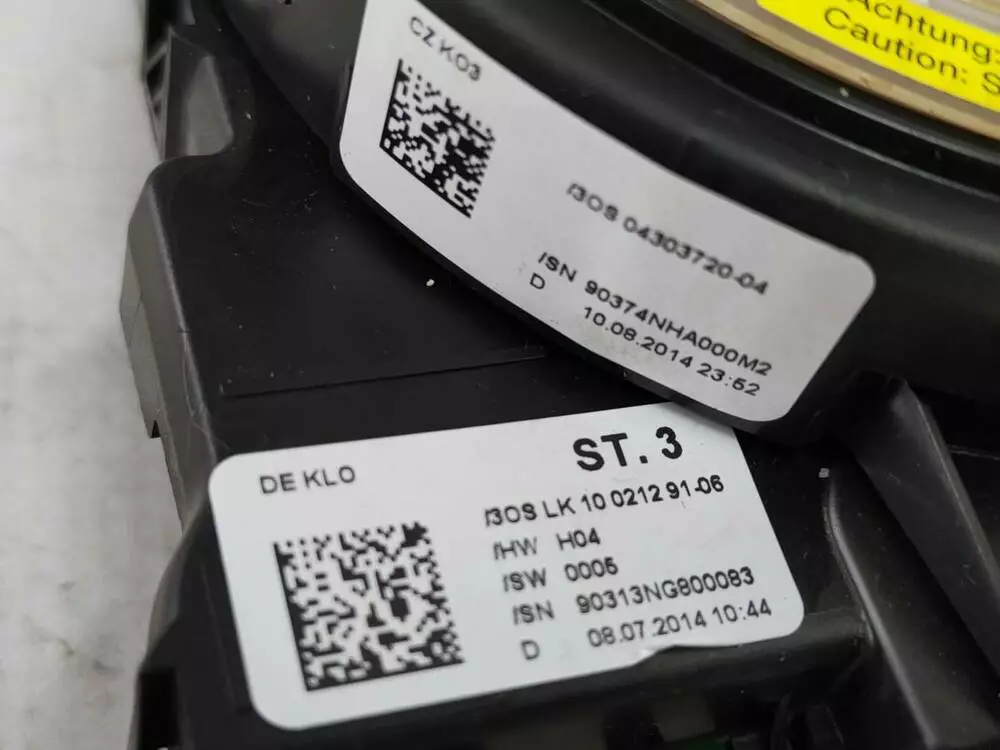 Achtung:
Caution: S
CZ KO3
/3OS 04303720-04
/SN 90374NHA000M2
D 10.08.2014 23:52
ST. 3
DE KLO
/3OS LK 10 0212 91-06
/HW H04
/SW 0005
/SN 90313NG800083
D 08.07.2014 10:44